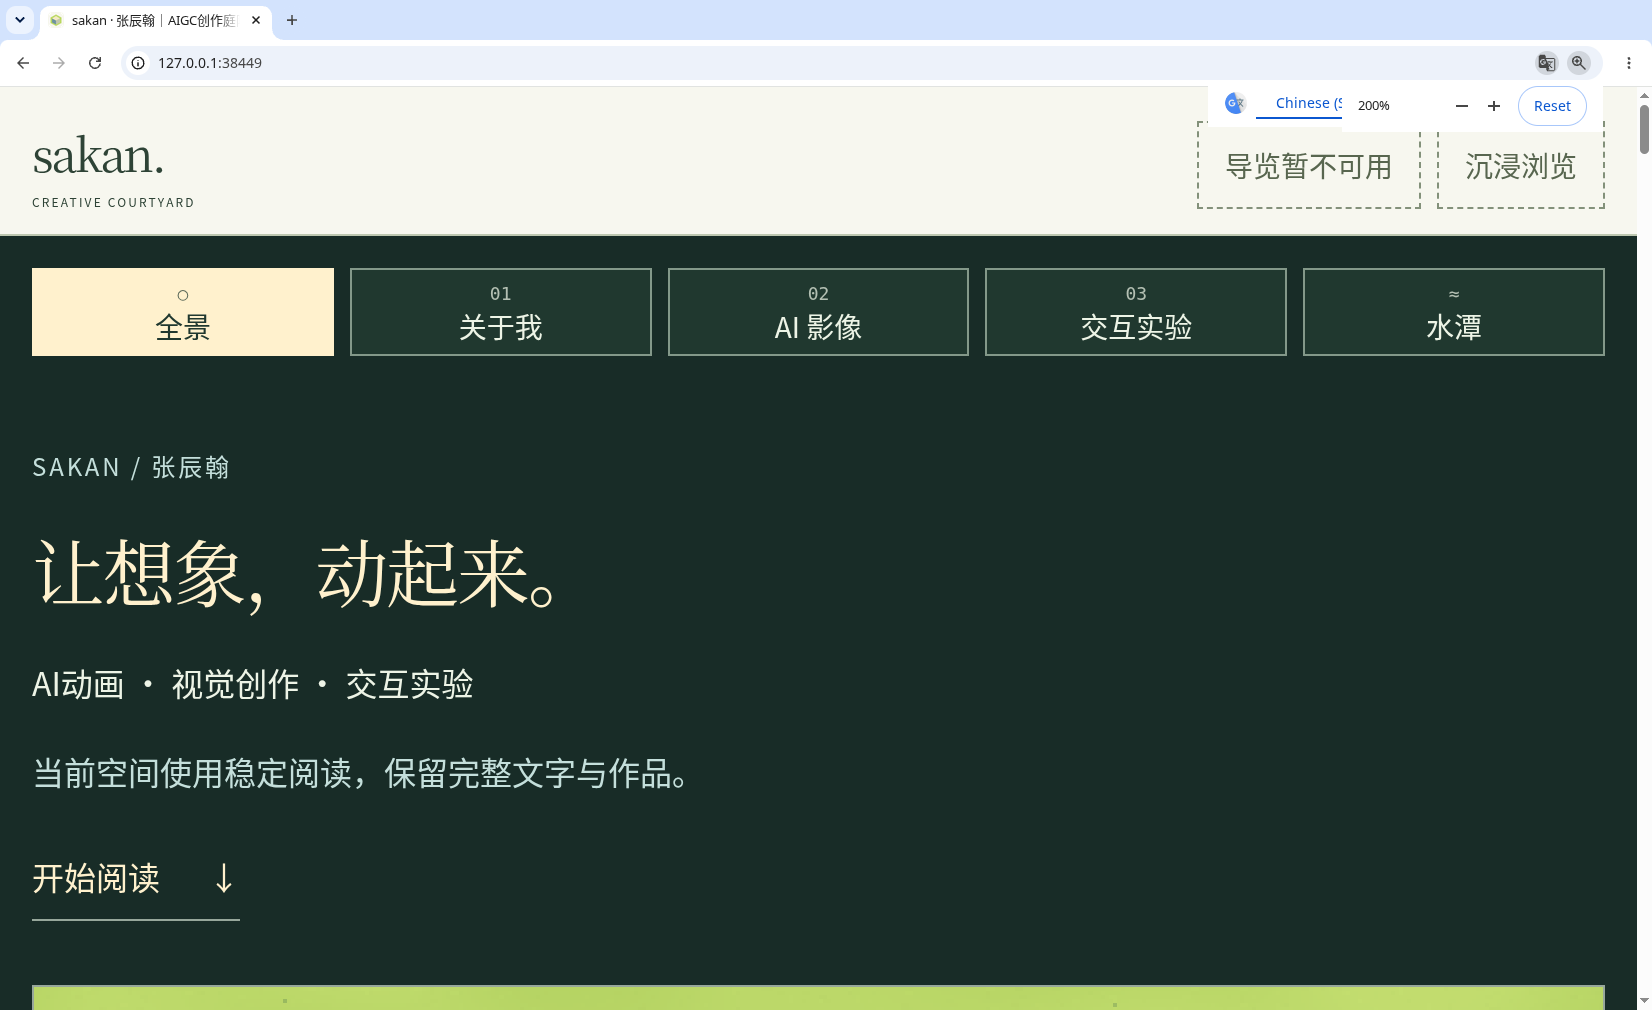 sakan · 张辰翰｜AIGC创作庭
127.0.0.1:38449
Chinese (S
200%
Reset
sakan.
CREATIVE COURTYARD
导览暂不可用
沉浸浏览
○
全景
01
关于我
02
AI 影像
03
交互实验
≈
水潭
SAKAN / 张辰翰
让想象，动起来。
AI动画 · 视觉创作 · 交互实验
当前空间使用稳定阅读，保留完整文字与作品。
开始阅读 ↓